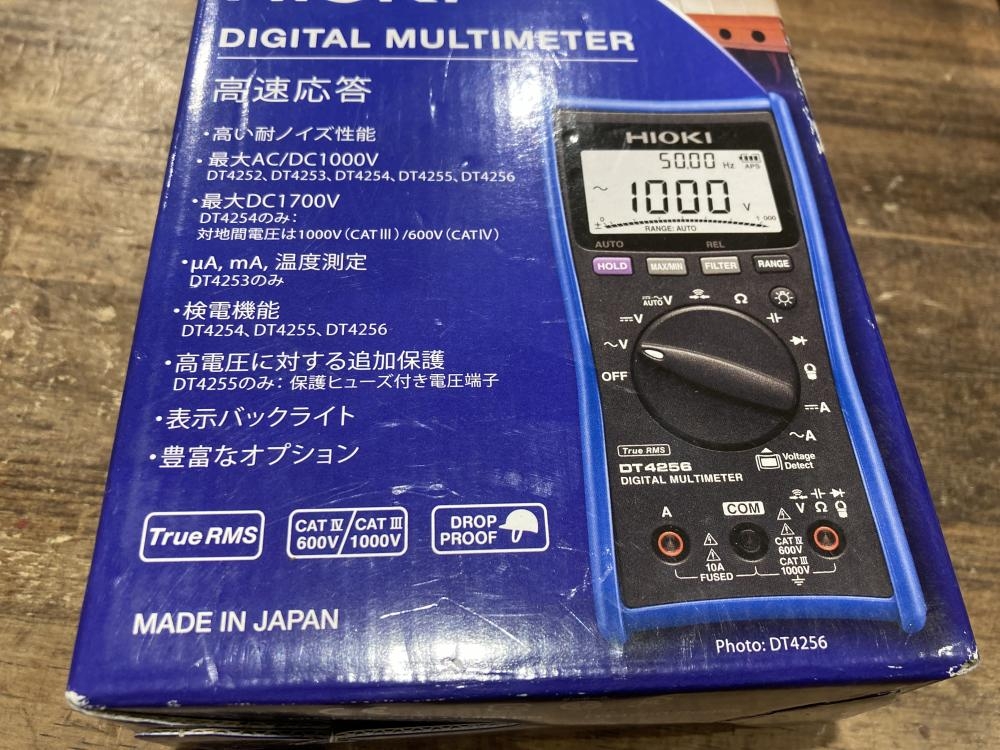 HIOKI
DIGITAL MULTIMETER
高速応答
・高い耐ノイズ性能
・最大AC/DC1000V
DT4252、DT4253、DT4254、DT4255、DT4256
・最大DC1700V
DT4254のみ:
対地間電圧は1000V(CATⅢ)/600V(CATⅣ)
・μA, mA, 温度測定
DT4253のみ
・検電機能
DT4254、DT4255、DT4256
・高電圧に対する追加保護
DT4255のみ: 保護ヒューズ付き電圧端子
・表示バックライト
・豊富なオプション
True RMS
CAT Ⅳ 600V/CAT Ⅲ 1000V
DROP PROOF
MADE IN JAPAN
HIOKI
50.00 Hz APS
~ 1000 V
± 0 1000
RANGE: AUTO
AUTO REL
HOLD MAX/MIN FILTER RANGE
AUTO V
Ω
V
~V
OFF
A
~A
True RMS
DT4256
DIGITAL MULTIMETER
Voltage
Detect
A COM V Ω
10A
FUSED
CAT Ⅳ
600V
CAT Ⅲ
1000V
Photo: DT4256